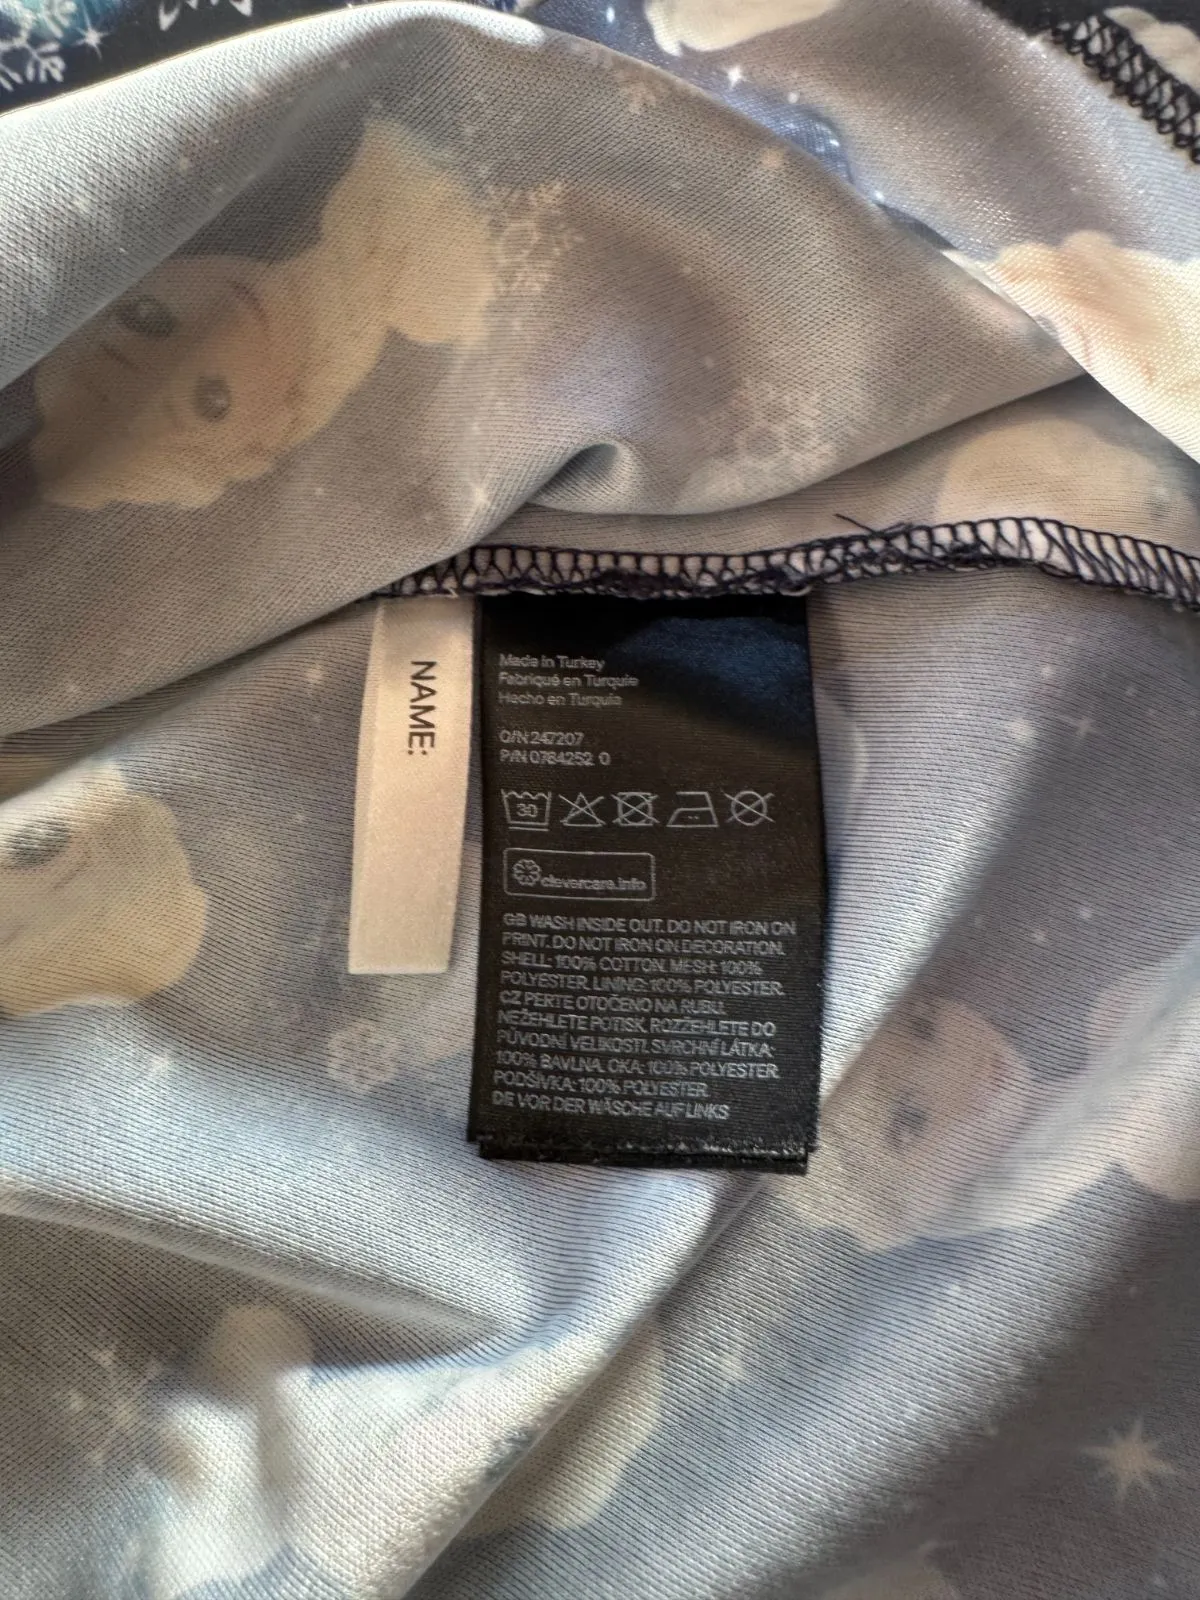 NAME:
Made in Turkey
Fabriqué en Turquie
Hecho en Turquia
O/N 247207
P/N 0764252 0
30
clevercare.info
GB WASH INSIDE OUT. DO NOT IRON ON
PRINT. DO NOT IRON ON DECORATION.
SHELL: 100% COTTON. MESH: 100%
POLYESTER. LINING: 100% POLYESTER.
CZ PERTE OTOČENO NA RUBU.
NEŽEHLETE POTISK. ROZŽEHLETE DO
PŮVODNÍ VELIKOSTI. SVRCHNÍ LÁTKA:
100% BAVLNA. OKA: 100% POLYESTER.
PODŠÍVKA: 100% POLYESTER.
DE VOR DER WÄSCHE AUF LINKS